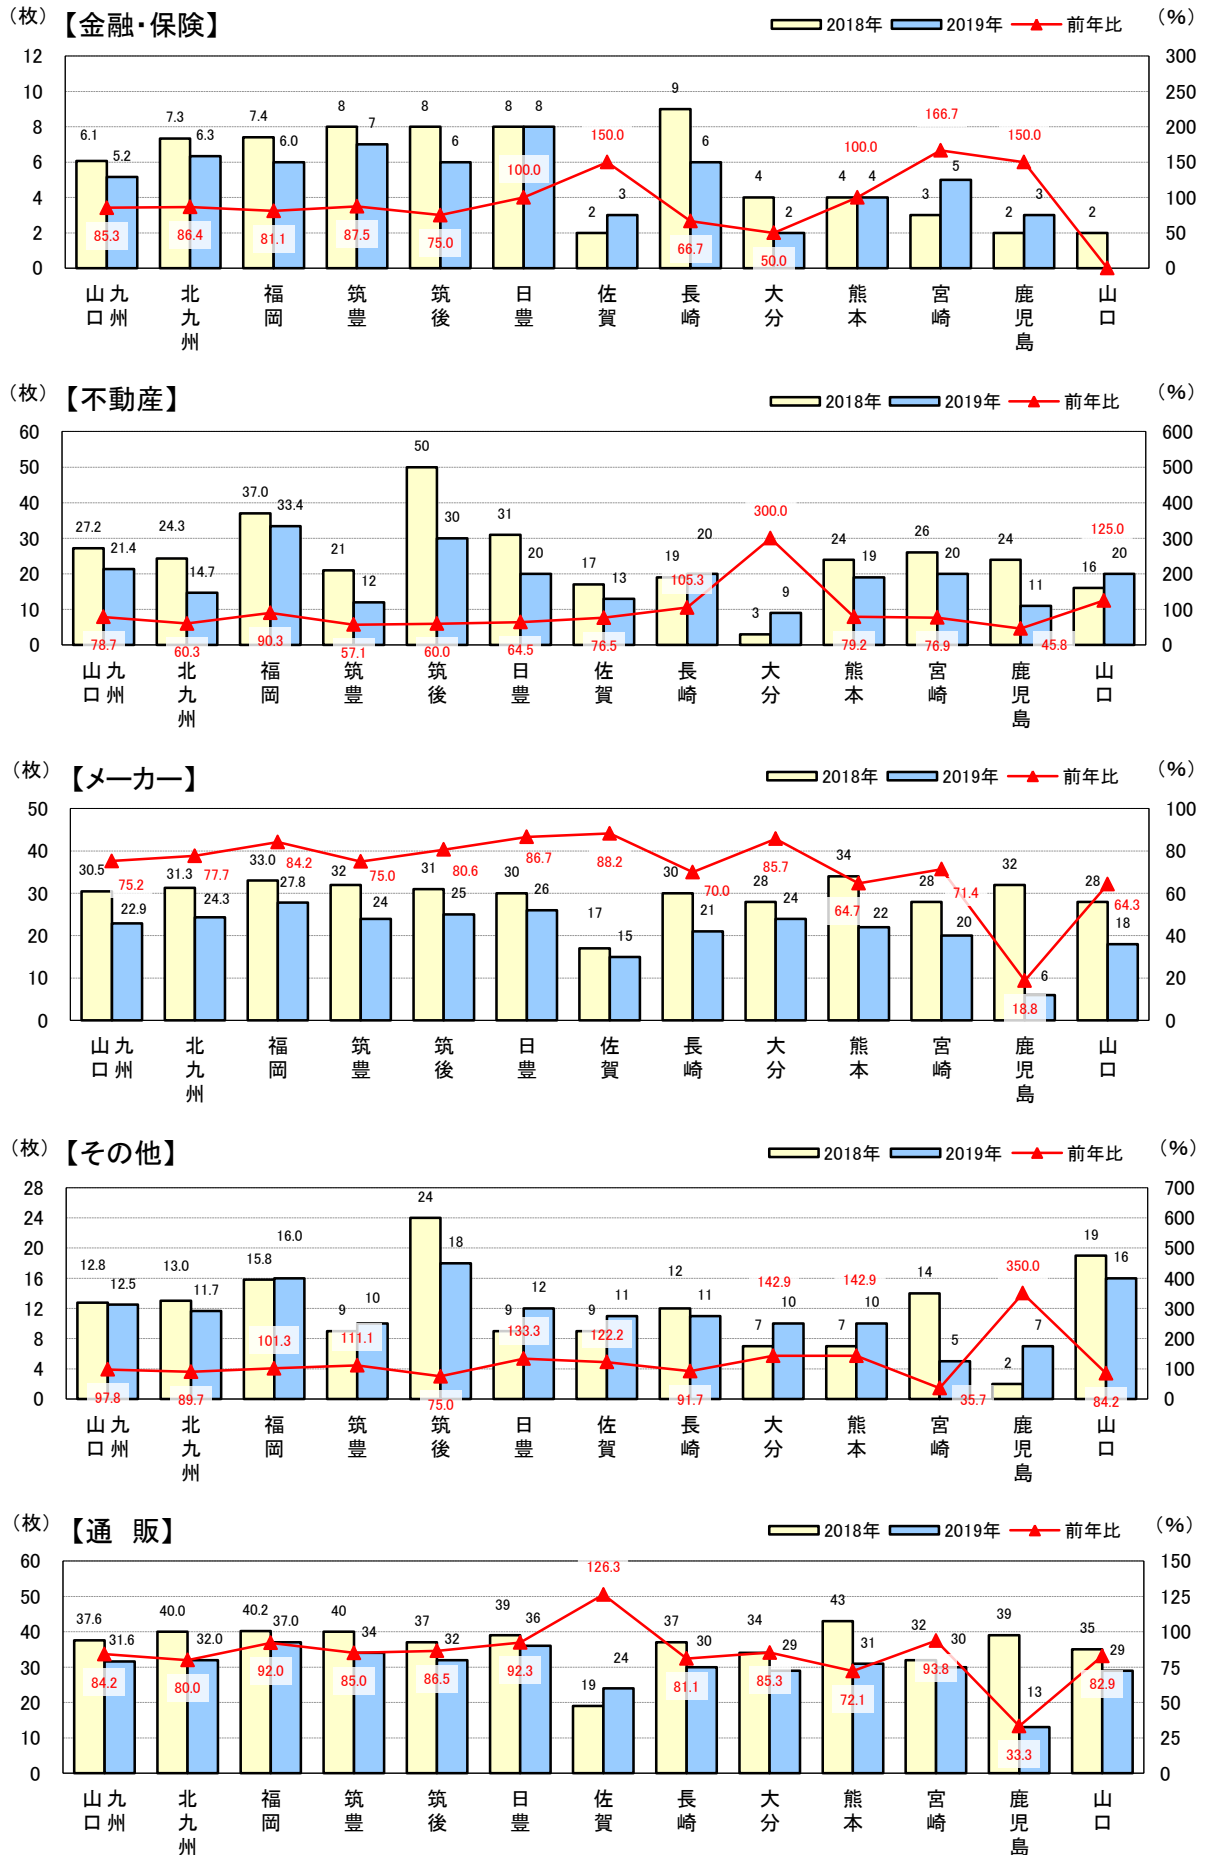 (枚) 【金融・保険】 2018年 2019年 前年比 (%)
12 10 8 6 4 2 0
300 250 200 150 100 50 0
6.1 7.3 7.4 8 8 8 2 9 4 4 3 2 2
5.2 6.3 6.0 7 6 8 3 6 2 4 5 3
85.3 86.4 81.1 87.5 75.0 100.0 150.0 66.7 50.0 100.0 166.7 150.0
九州山口 北九州 福岡 筑豊 筑後 日豊 佐賀 長崎 大分 熊本 宮崎 鹿児島 山口
(枚) 【不動産】 2018年 2019年 前年比 (%)
60 50 40 30 20 10 0
600 500 400 300 200 100 0
27.2 24.3 37.0 21 50 31 17 19 3 24 26 24 16
21.4 14.7 33.4 12 30 20 13 20 9 19 20 11 20
78.7 60.3 90.3 57.1 60.0 64.5 76.5 105.3 300.0 79.2 76.9 45.8 125.0
九州山口 北九州 福岡 筑豊 筑後 日豊 佐賀 長崎 大分 熊本 宮崎 鹿児島 山口
(枚) 【メーカー】 2018年 2019年 前年比 (%)
50 40 30 20 10 0
100 80 60 40 20 0
30.5 31.3 33.0 32 31 30 17 30 28 34 28 32 28
22.9 24.3 27.8 24 25 26 15 21 24 22 20 6 18
75.2 77.7 84.2 75.0 80.6 86.7 88.2 70.0 85.7 64.7 71.4 18.8 64.3
九州山口 北九州 福岡 筑豊 筑後 日豊 佐賀 長崎 大分 熊本 宮崎 鹿児島 山口
(枚) 【その他】 2018年 2019年 前年比 (%)
28 24 20 16 12 8 4 0
700 600 500 400 300 200 100 0
12.8 13.0 15.8 9 24 9 9 12 7 7 14 2 19
12.5 11.7 16.0 10 18 12 11 11 10 10 5 7 16
97.8 89.7 101.3 111.1 75.0 133.3 122.2 91.7 142.9 142.9 35.7 350.0 84.2
九州山口 北九州 福岡 筑豊 筑後 日豊 佐賀 長崎 大分 熊本 宮崎 鹿児島 山口
(枚) 【通 販】 2018年 2019年 前年比 (%)
60 50 40 30 20 10 0
150 125 100 75 50 25 0
37.6 40.0 40.2 40 37 39 19 37 34 43 32 39 35
31.6 32.0 37.0 34 32 36 24 30 29 31 30 13 29
84.2 80.0 92.0 85.0 86.5 92.3 126.3 81.1 85.3 72.1 93.8 33.3 82.9
九州山口 北九州 福岡 筑豊 筑後 日豊 佐賀 長崎 大分 熊本 宮崎 鹿児島 山口